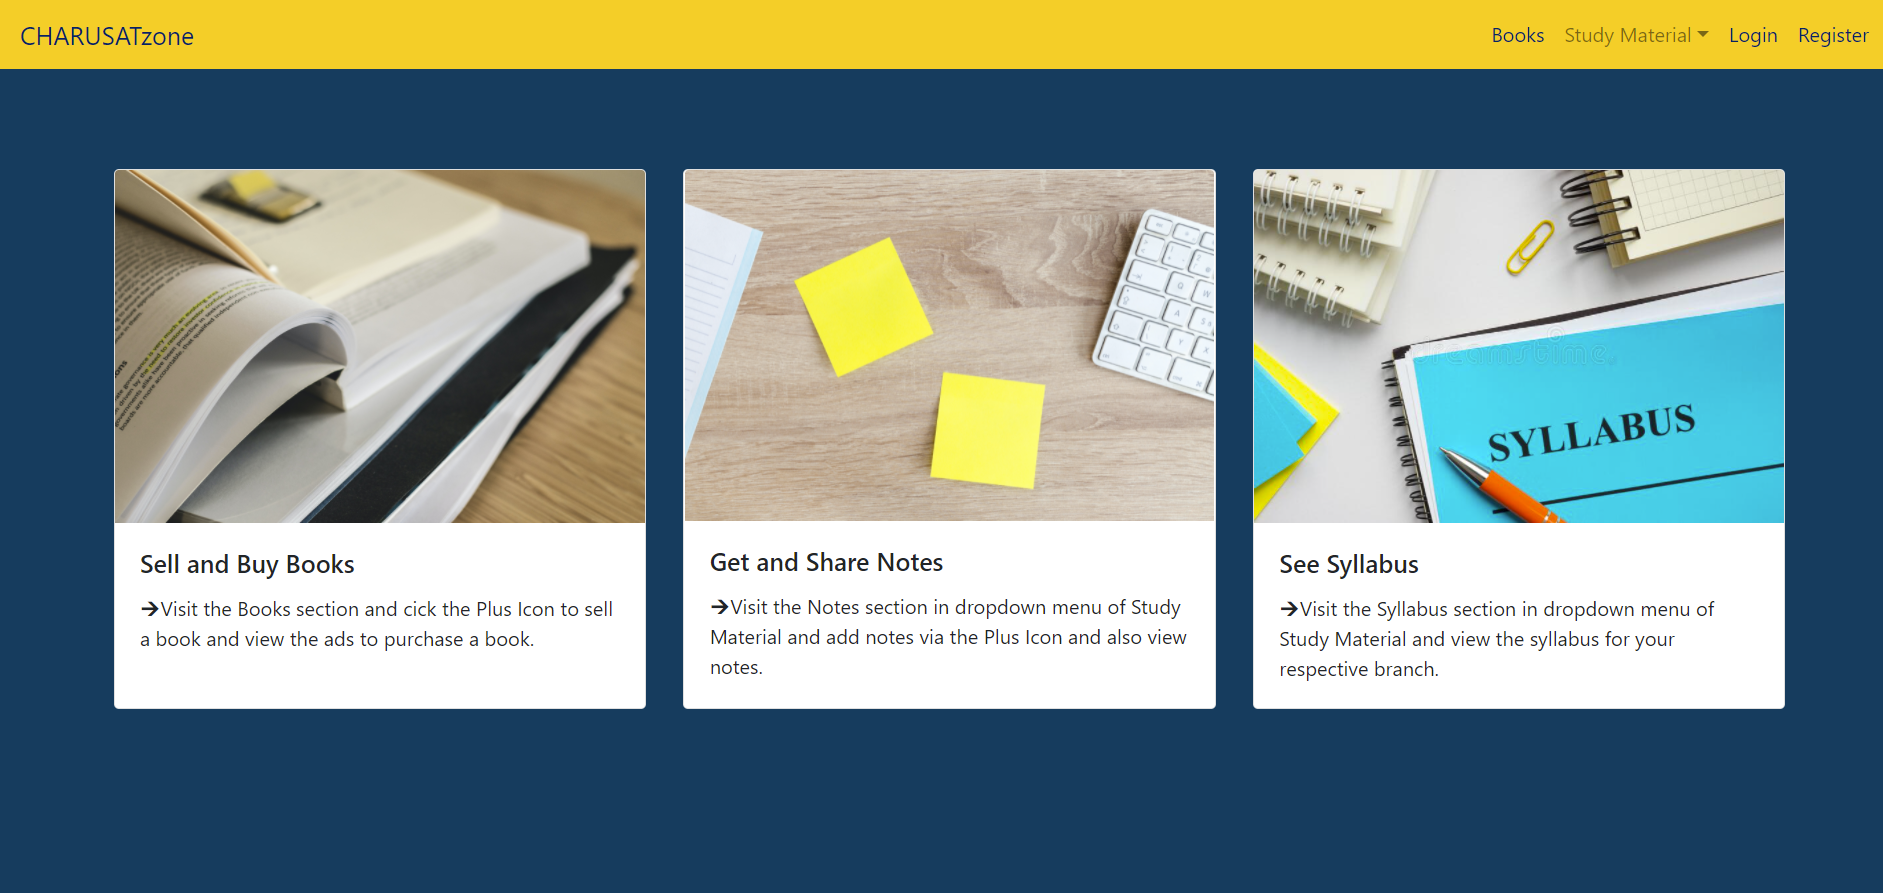 CHARUSATzone
Books Study Material Login Register
SYLLABUS
dreamstime
Sell and Buy Books
→Visit the Books section and cick the Plus Icon to sell
a book and view the ads to purchase a book.
Get and Share Notes
→Visit the Notes section in dropdown menu of Study
Material and add notes via the Plus Icon and also view
notes.
See Syllabus
→Visit the Syllabus section in dropdown menu of
Study Material and view the syllabus for your
respective branch.